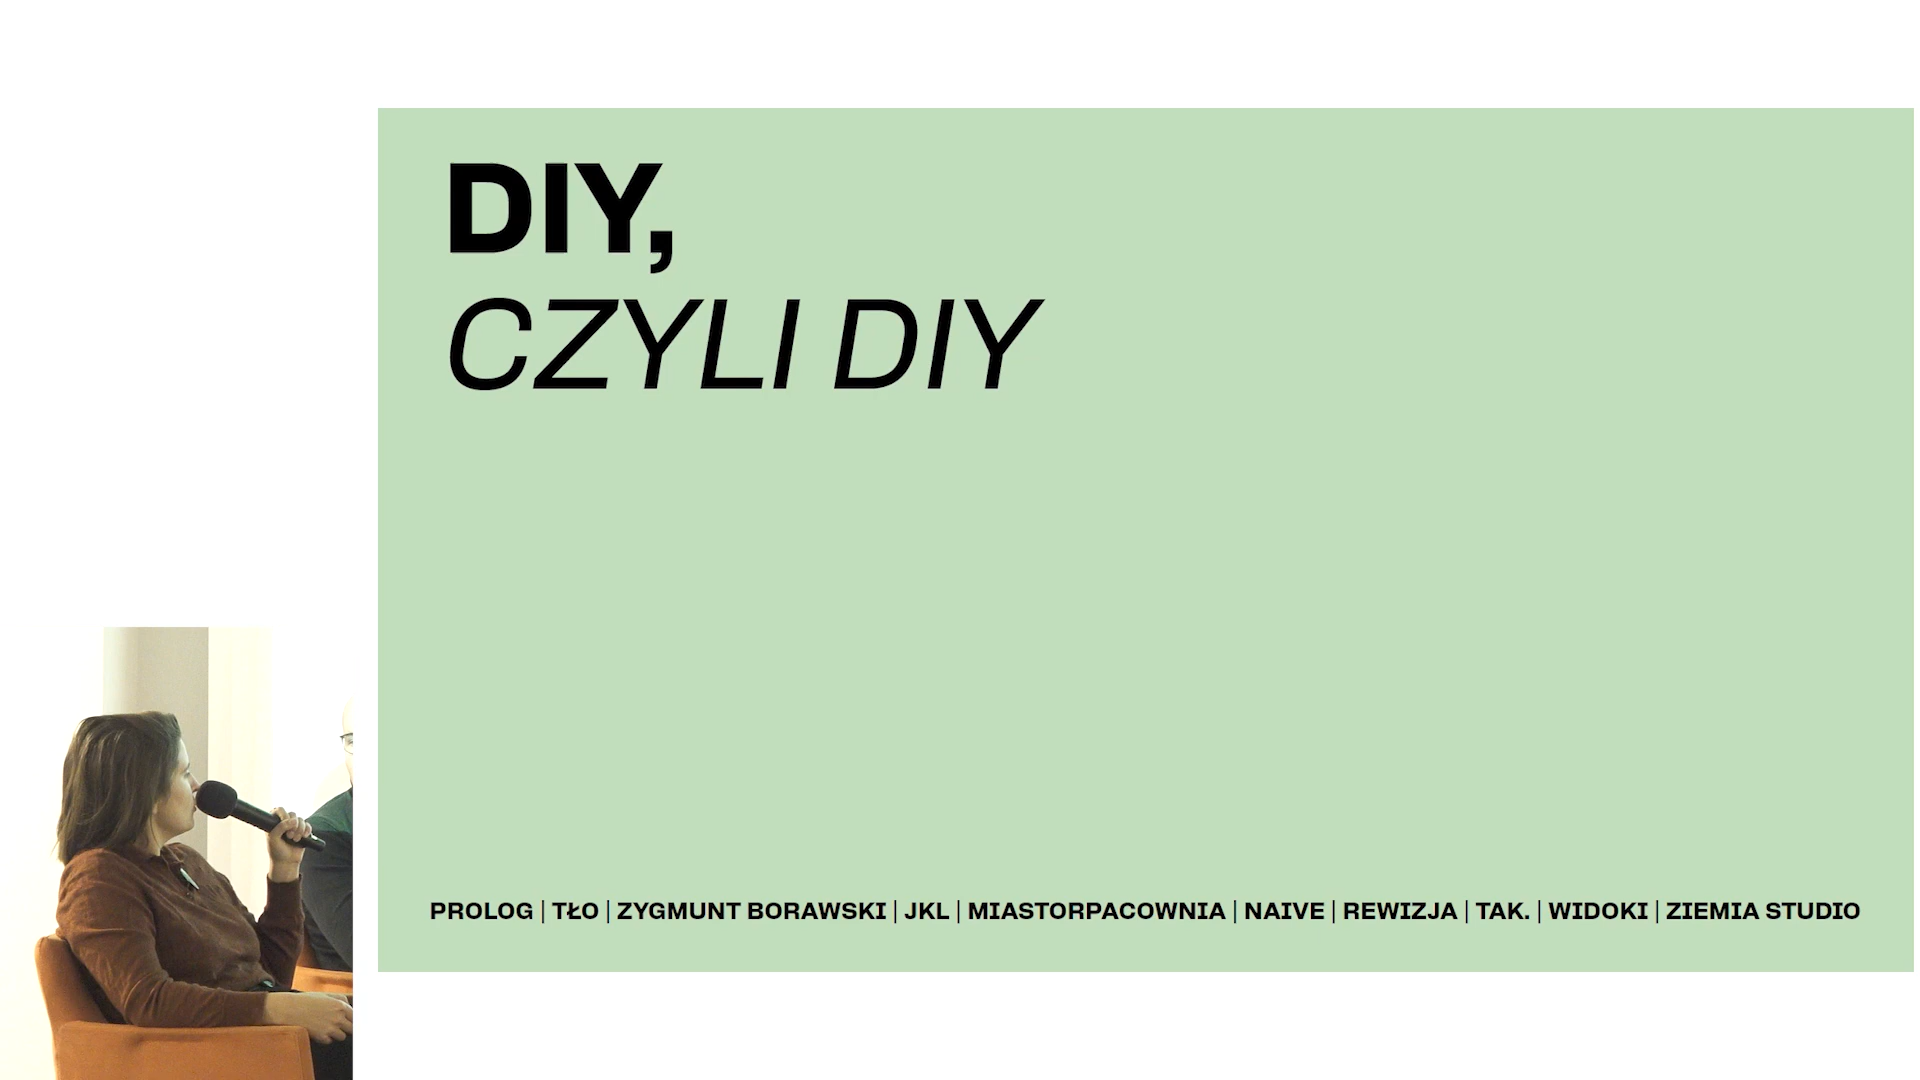 DIY,
CZYLI DIY
PROLOG | TŁO | ZYGMUNT BORAWSKI | JKL | MIASTORPACOWNIA | NAIVE | REWIZJA | TAK. | WIDOKI | ZIEMIA STUDIO